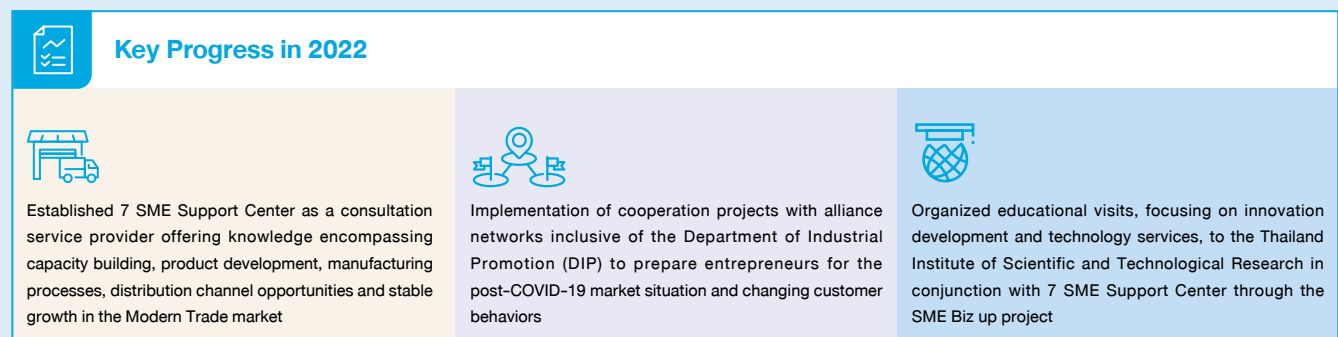 Key Progress in 2022
Established 7 SME Support Center as a consultation
service provider offering knowledge encompassing
capacity building, product development, manufacturing
processes, distribution channel opportunities and stable
growth in the Modern Trade market
Implementation of cooperation projects with alliance
networks inclusive of the Department of Industrial
Promotion (DIP) to prepare entrepreneurs for the
post-COVID-19 market situation and changing customer
behaviors
Organized educational visits, focusing on innovation
development and technology services, to the Thailand
Institute of Scientific and Technological Research in
conjunction with 7 SME Support Center through the
SME Biz up project